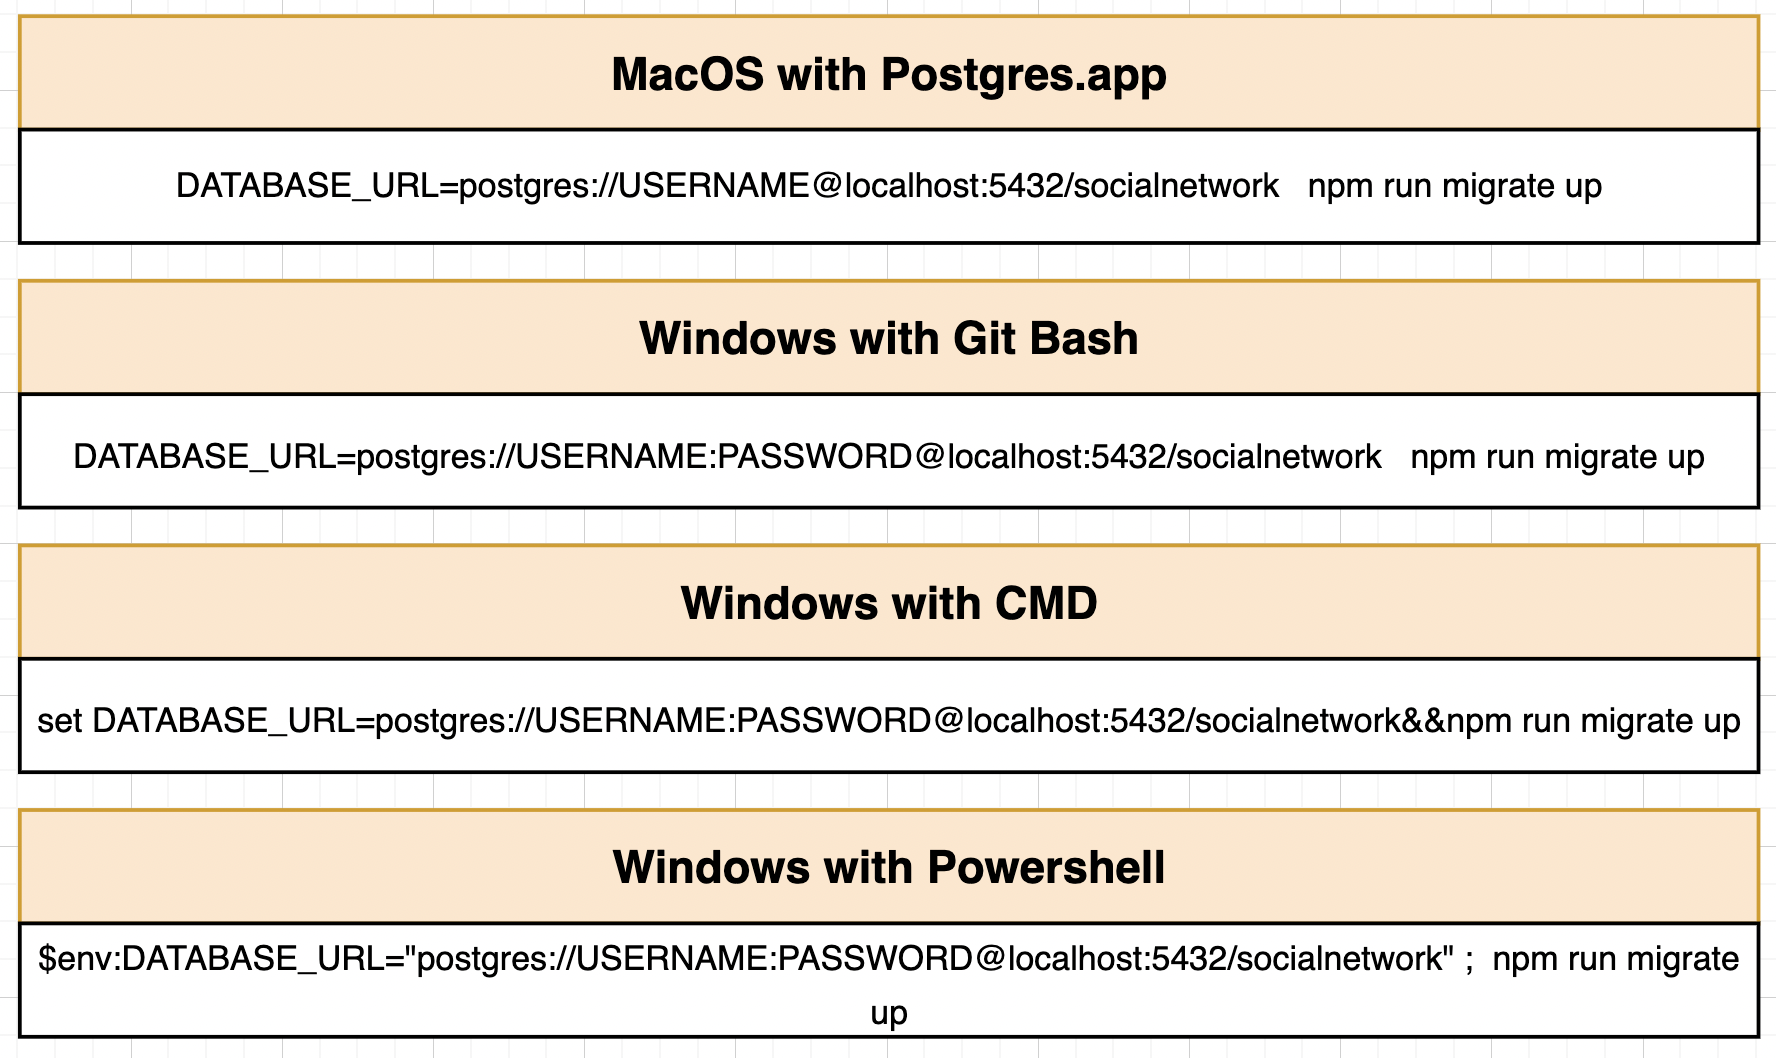 MacOS with Postgres.app
DATABASE_URL=postgres://USERNAME@localhost:5432/socialnetwork   npm run migrate up
Windows with Git Bash
DATABASE_URL=postgres://USERNAME:PASSWORD@localhost:5432/socialnetwork   npm run migrate up
Windows with CMD
set DATABASE_URL=postgres://USERNAME:PASSWORD@localhost:5432/socialnetwork&&npm run migrate up
Windows with Powershell
$env:DATABASE_URL="postgres://USERNAME:PASSWORD@localhost:5432/socialnetwork" ;  npm run migrate
up